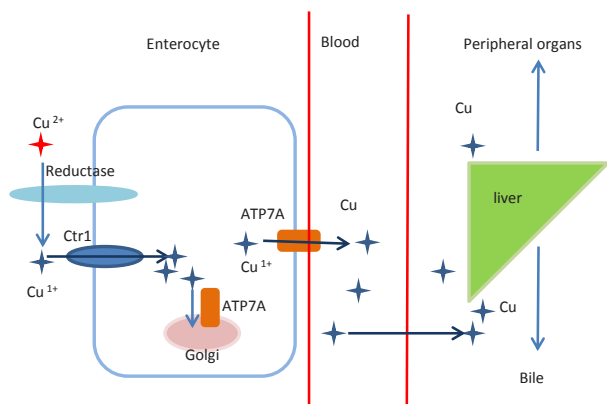 Enterocyte
Blood
Peripheral organs
Cu 2+
Cu
Reductase
liver
ATP7A
Cu
Ctr1
Cu 1+
Cu 1+
ATP7A
Cu
Golgi
Bile